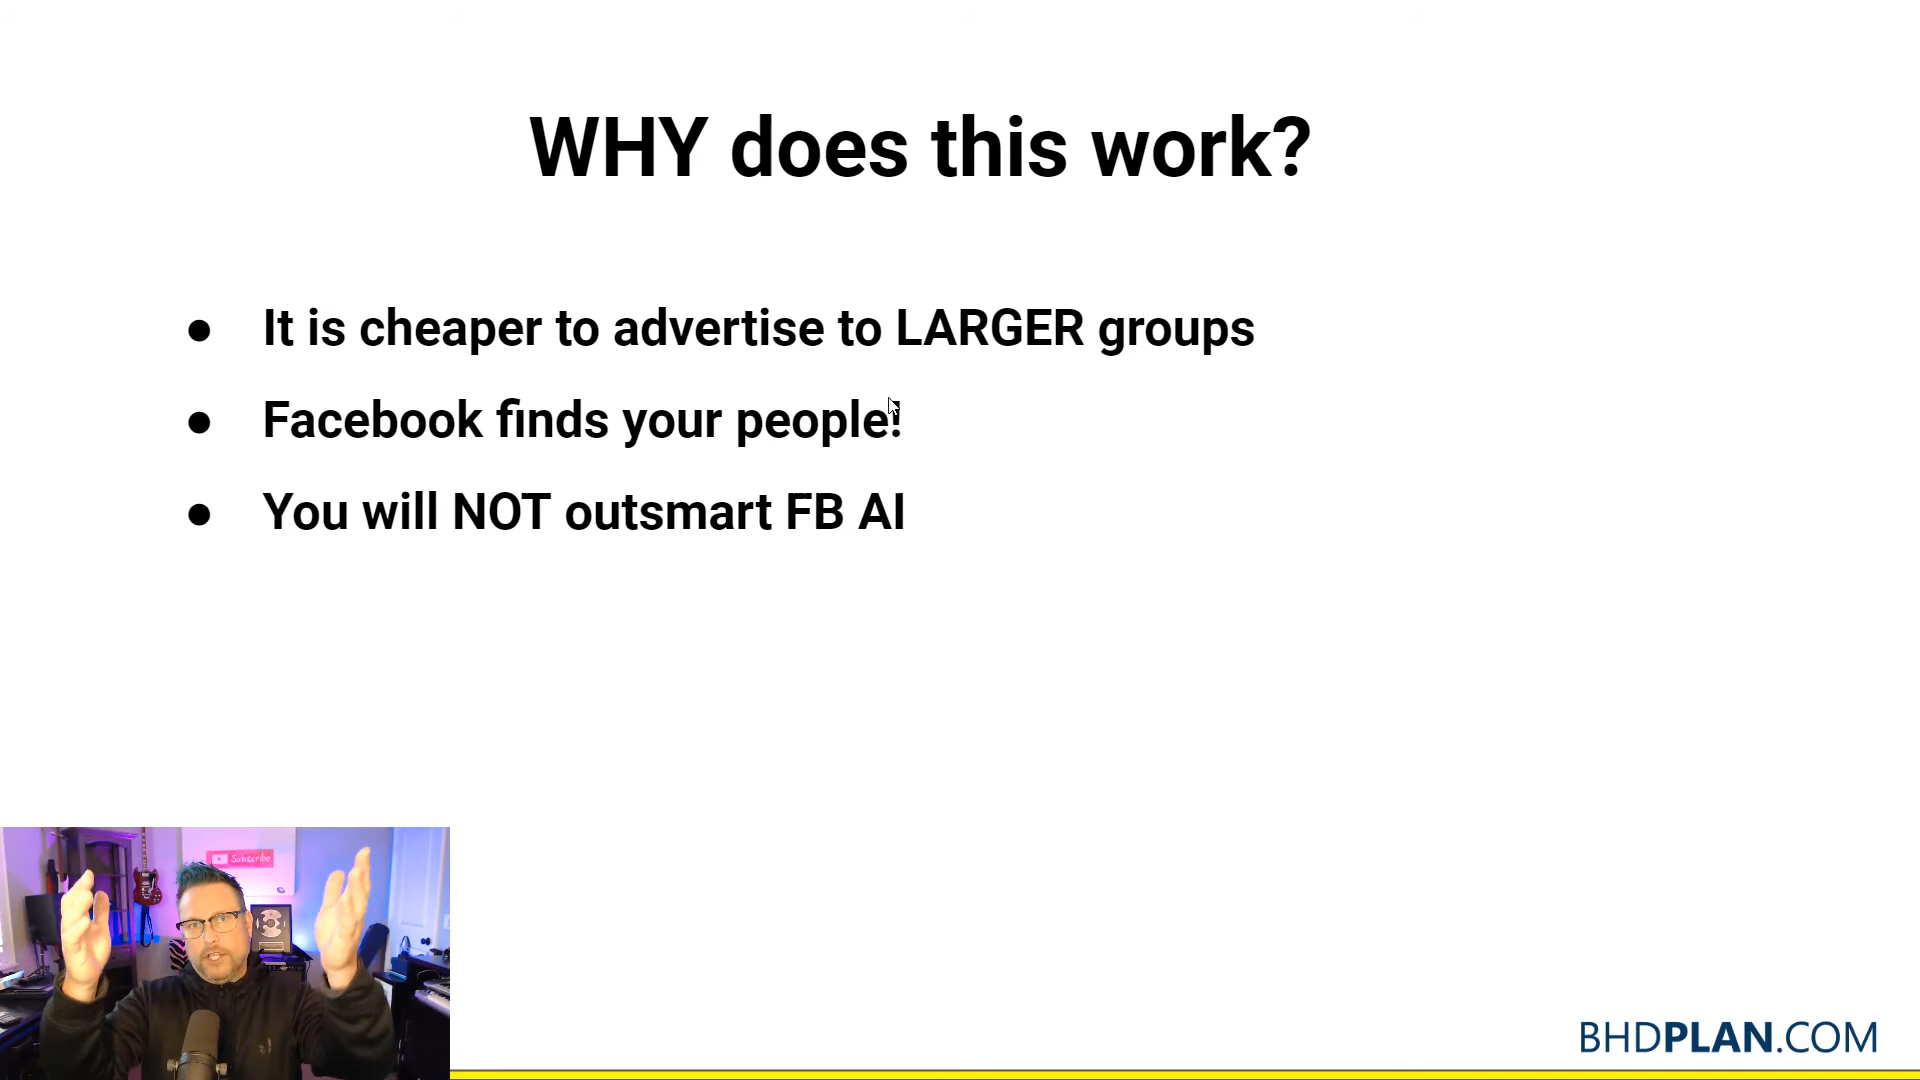 WHY does this work?
● It is cheaper to advertise to LARGER groups
● Facebook finds your people!
● You will NOT outsmart FB AI
Subscribe
BHDPLAN.COM